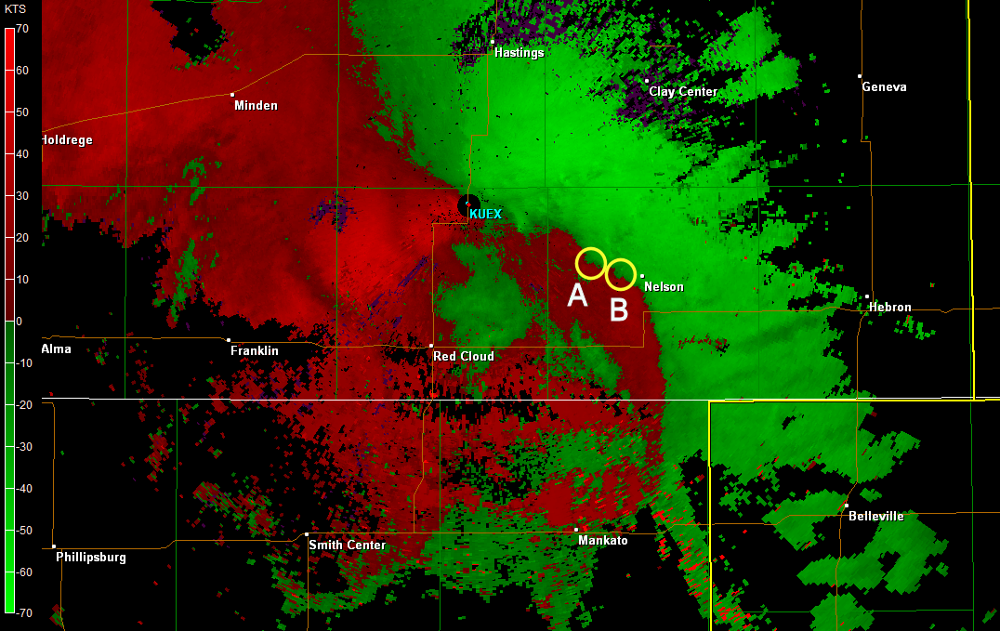 KTS
70
60
50
40
30
20
10
0
-10
-20
-30
-40
-50
-60
-70
Hastings
Clay Center
Geneva
Minden
Holdrege
KUEX
A
B
Nelson
Hebron
Alma
Franklin
Red Cloud
Belleville
Mankato
Smith Center
Phillipsburg